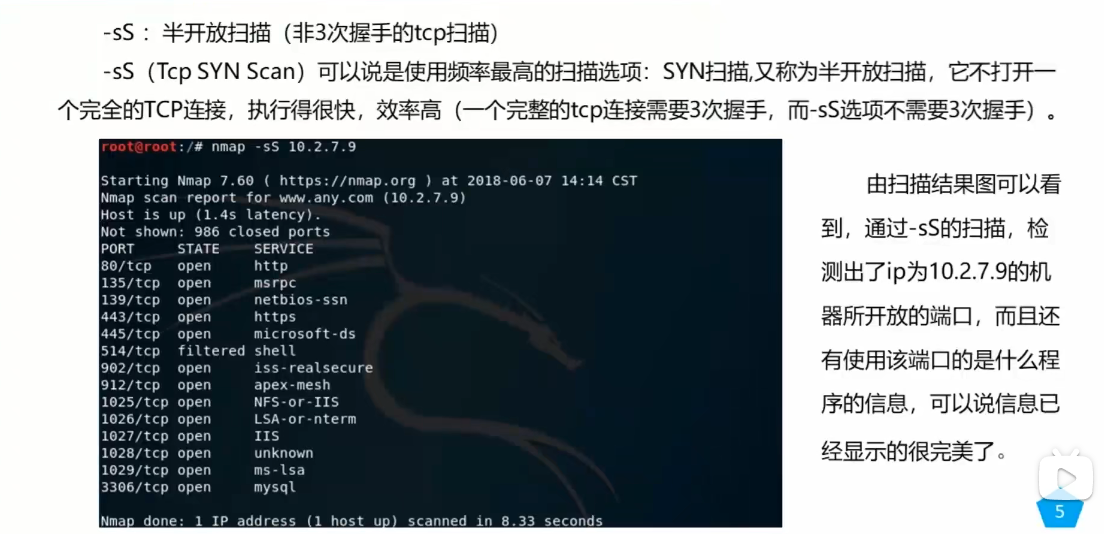 -sS ：半开放扫描（非3次握手的tcp扫描）
-sS（Tcp SYN Scan）可以说是使用频率最高的扫描选项：SYN扫描,又称为半开放扫描，它不打开一
个完全的TCP连接，执行得很快，效率高（一个完整的tcp连接需要3次握手，而-sS选项不需要3次握手）。
root@root:/# nmap -sS 10.2.7.9
Starting Nmap 7.60 ( https://nmap.org ) at 2018-06-07 14:14 CST
Nmap scan report for www.any.com (10.2.7.9)
Host is up (1.4s latency).
Not shown: 986 closed ports
PORT STATE SERVICE
80/tcp open http
135/tcp open msrpc
139/tcp open netbios-ssn
443/tcp open https
445/tcp open microsoft-ds
514/tcp filtered shell
902/tcp open iss-realsecure
912/tcp open apex-mesh
1025/tcp open NFS-or-IIS
1026/tcp open LSA-or-nterm
1027/tcp open IIS
1028/tcp open unknown
1029/tcp open ms-lsa
3306/tcp open mysql
Nmap done: 1 IP address (1 host up) scanned in 8.33 seconds
由扫描结果图可以看
到，通过-sS的扫描，检
测出了ip为10.2.7.9的机
器所开放的端口，而且还
有使用该端口的是什么程
序的信息，可以说信息已
经显示的很完美了。
5